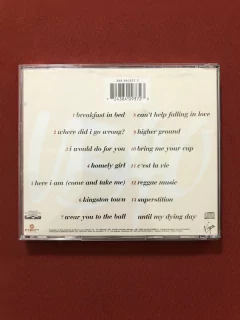 1 breakfast in bed
2 where did i go wrong?
3 i would do for you
4 homely girl
5 here i am (come and take me)
6 kingston town
7 wear you to the ball
8 can't help falling in love
9 higher ground
10 bring me your cup
11 c'est la vie
12 reggae music
13 superstition
until my dying day
Virgin